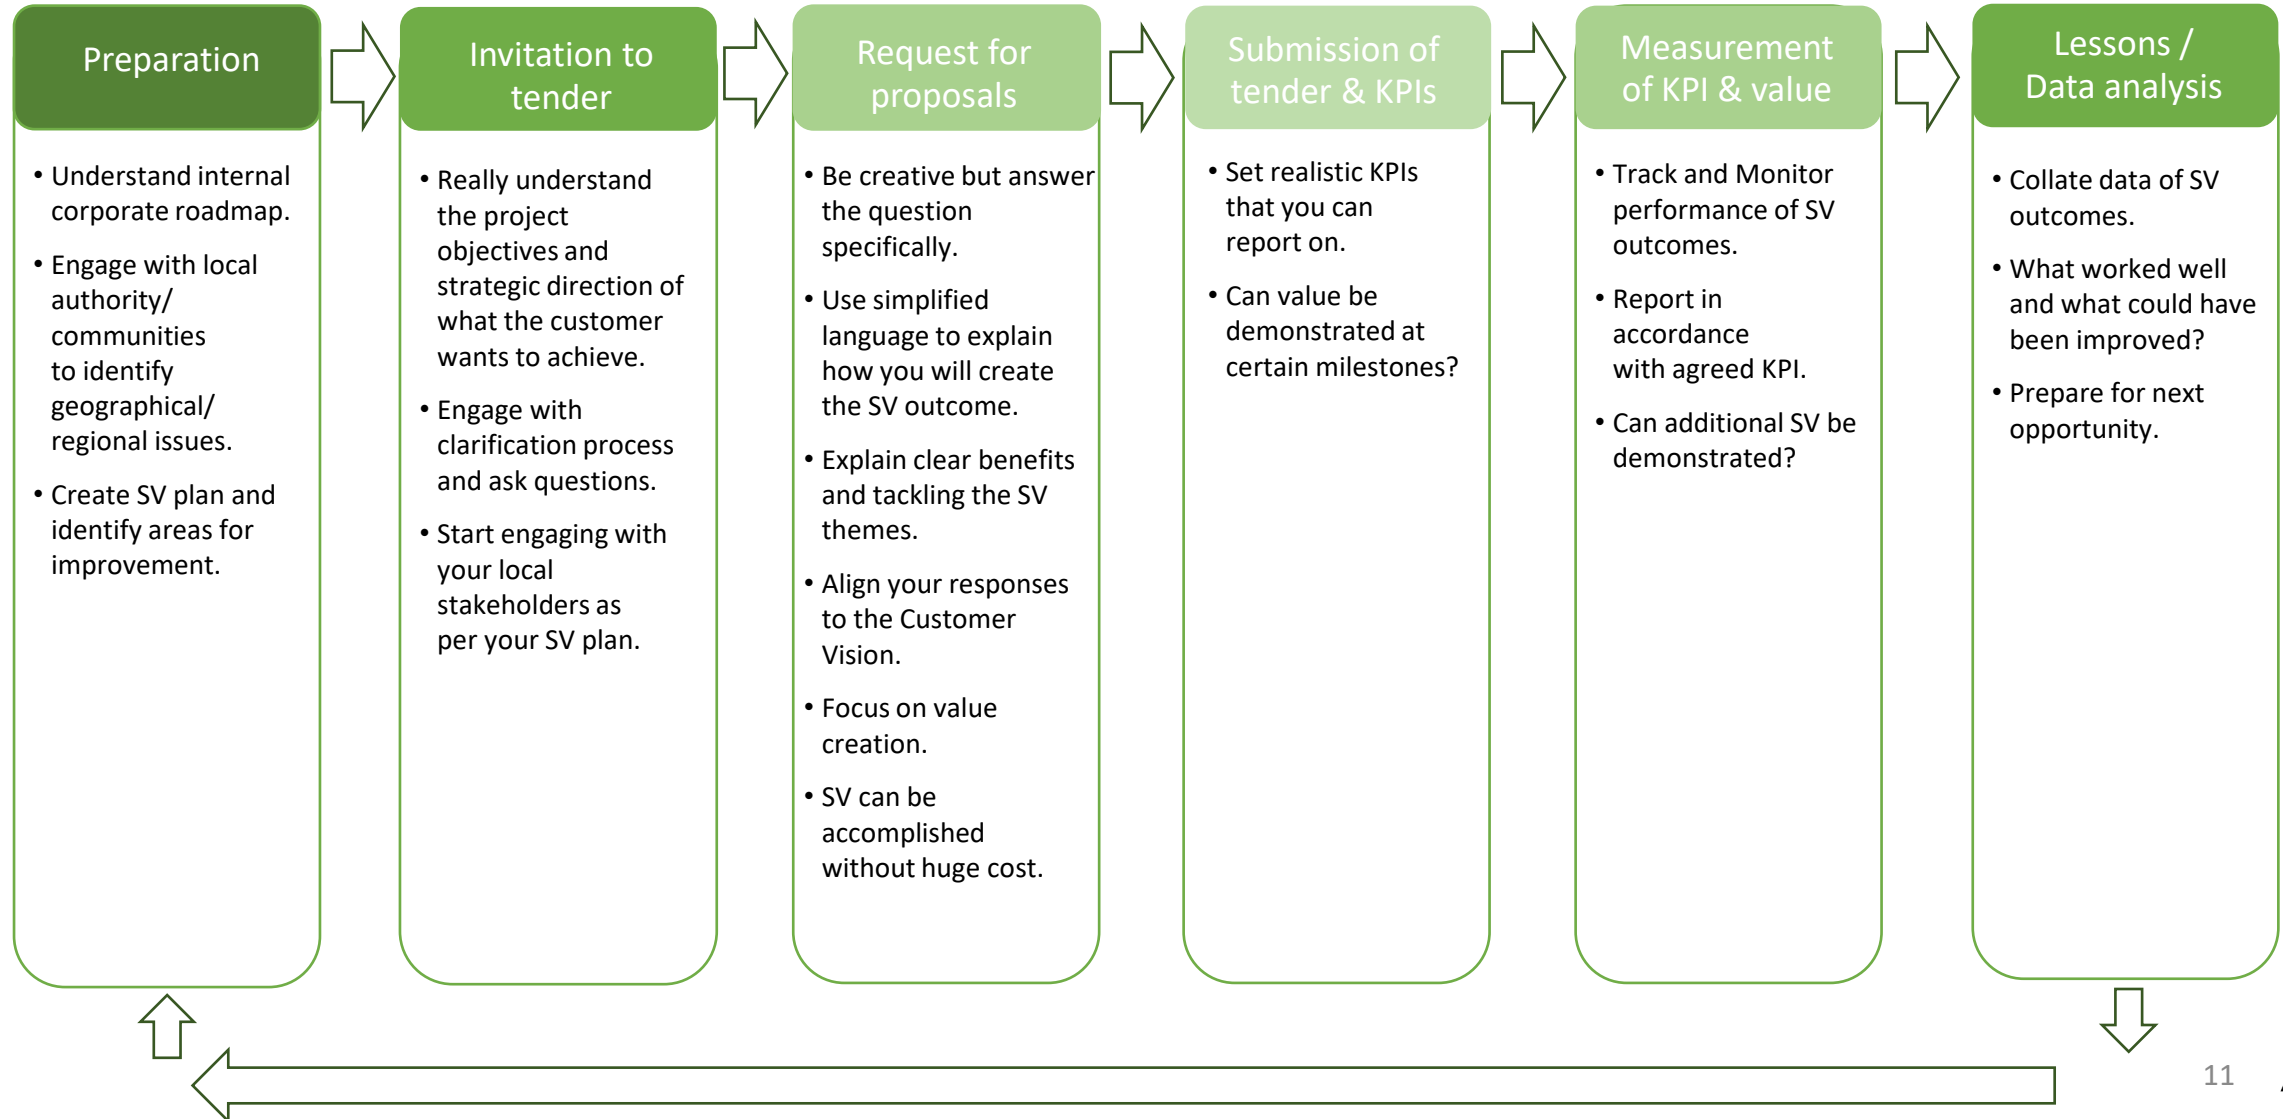 Preparation
• Understand internal
corporate roadmap.
• Engage with local
authority/
communities
to identify
geographical/
regional issues.
• Create SV plan and
identify areas for
improvement.
Invitation to
tender
• Really understand
the project
objectives and
strategic direction of
what the customer
wants to achieve.
• Engage with
clarification process
and ask questions.
• Start engaging with
your local
stakeholders as
per your SV plan.
Request for
proposals
• Be creative but answer
the question
specifically.
• Use simplified
language to explain
how you will create
the SV outcome.
• Explain clear benefits
and tackling the SV
themes.
• Align your responses
to the Customer
Vision.
• Focus on value
creation.
• SV can be
accomplished
without huge cost.
Submission of
tender & KPIs
• Set realistic KPIs
that you can
report on.
• Can value be
demonstrated at
certain milestones?
Measurement
of KPI & value
• Track and Monitor
performance of SV
outcomes.
• Report in
accordance
with agreed KPI.
• Can additional SV be
demonstrated?
Lessons /
Data analysis
• Collate data of SV
outcomes.
• What worked well
and what could have
been improved?
• Prepare for next
opportunity.
11